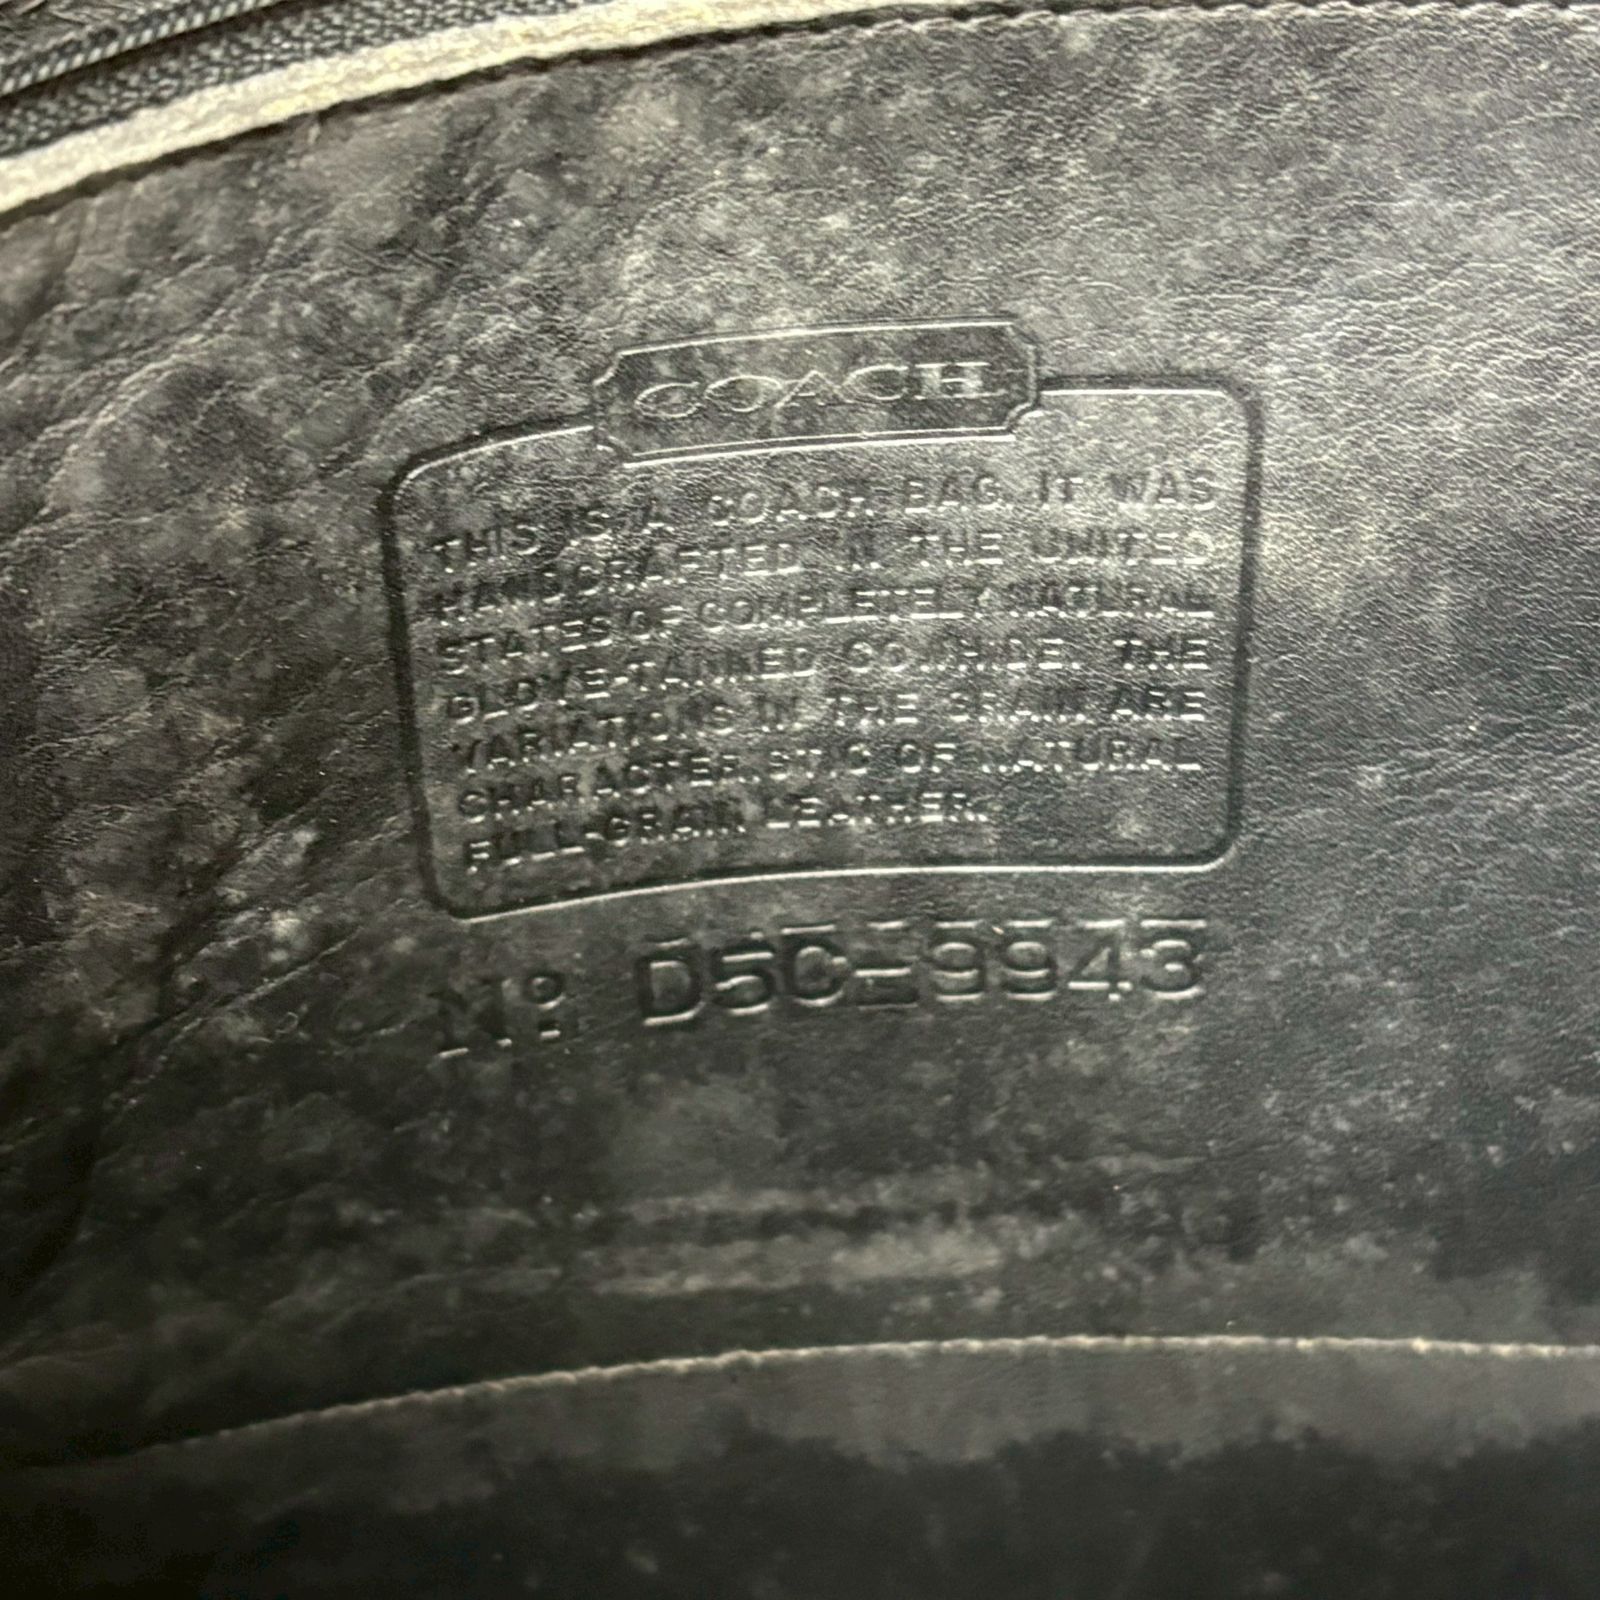 COACH
THIS IS A COACH BAG. IT WAS
HANDCRAFTED IN THE UNITED
STATES OF COMPLETELY NATURAL
GLOVE-TANNED COWHIDE. THE
VARIATIONS IN THE GRAIN ARE
CHARACTERISTIC OF NATURAL
FULL-GRAIN LEATHER.
Nº D5C-9943